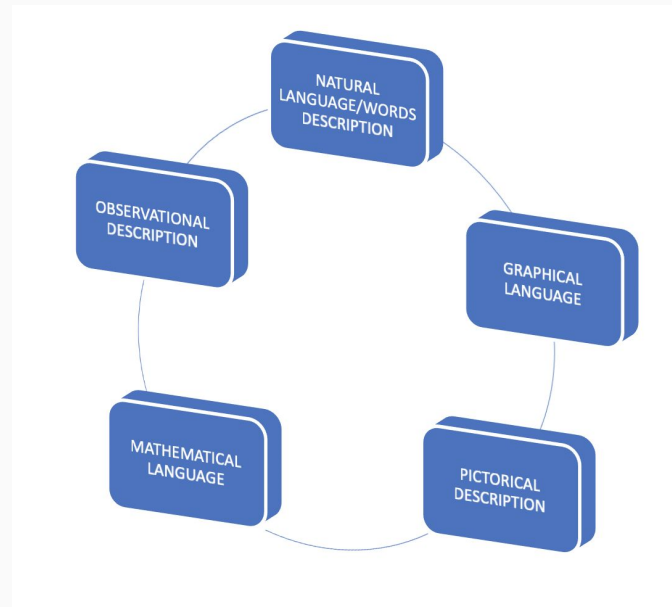 NATURAL
LANGUAGE/WORDS
DESCRIPTION
GRAPHICAL
LANGUAGE
PICTORICAL
DESCRIPTION
MATHEMATICAL
LANGUAGE
OBSERVATIONAL
DESCRIPTION